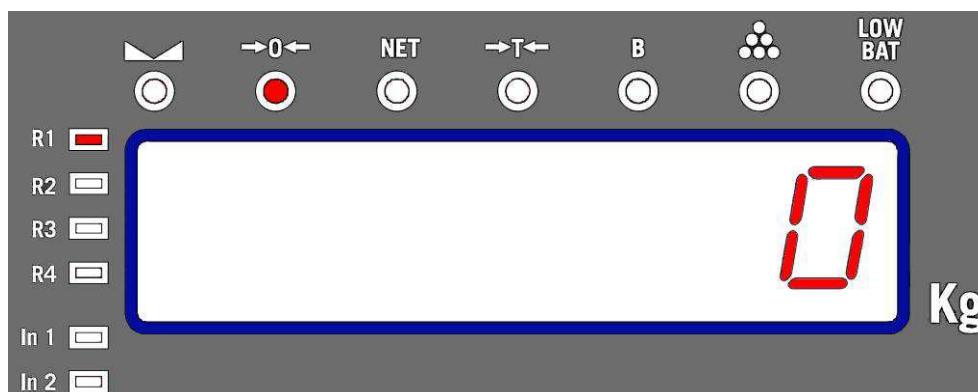 →0← NET →T← B LOW BAT
R1
R2
R3
R4
0
Kg
In 1
In 2